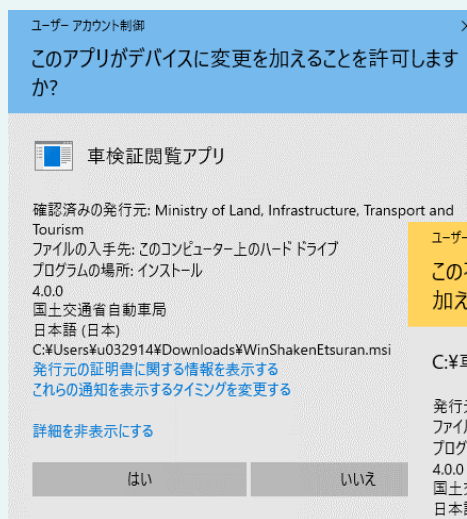 ユーザー アカウント制御
このアプリがデバイスに変更を加えることを許可します
か?
車検証閲覧アプリ
確認済みの発行元: Ministry of Land, Infrastructure, Transport and
Tourism
ファイルの入手先: このコンピューター上のハード ドライブ
プログラムの場所: インストール
4.0.0
国土交通省自動車局
日本語 (日本)
C:¥Users¥u032914¥Downloads¥WinShakenEtsuran.msi
発行元の証明書に関する情報を表示する
これらの通知を表示するタイミングを変更する
詳細を非表示にする
はい
いいえ
ユーザー
この
加え
C:¥車
発行
ファイル
プログ
4.0.0
国土
日本